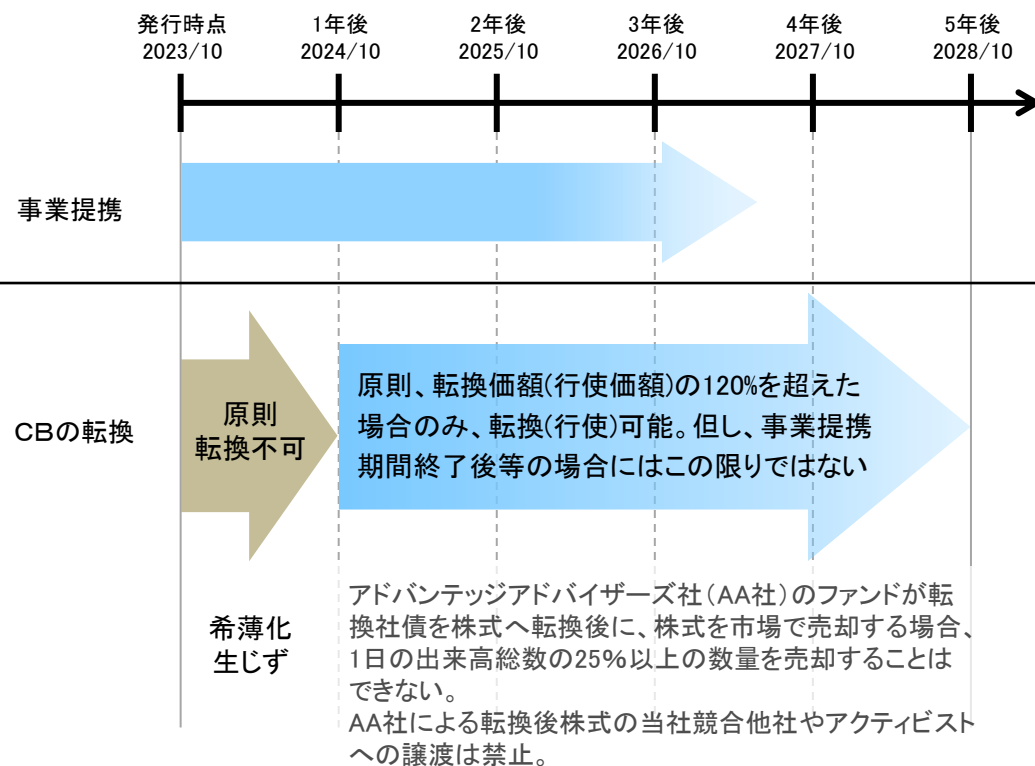 発行時点
2023/10
1年後
2024/10
2年後
2025/10
3年後
2026/10
4年後
2027/10
5年後
2028/10
事業提携
CBの転換
原則
転換不可
原則、転換価額(行使価額)の120%を超えた
場合のみ、転換(行使)可能。但し、事業提携
期間終了後等の場合にはこの限りではない
希薄化
生じず
アドバンテッジアドバイザーズ社(AA社)のファンドが転
換社債を株式へ転換後に、株式を市場で売却する場合、
1日の出来高総数の25%以上の数量を売却することは
できない。
AA社による転換後株式の当社競合他社やアクティビスト
への譲渡は禁止。